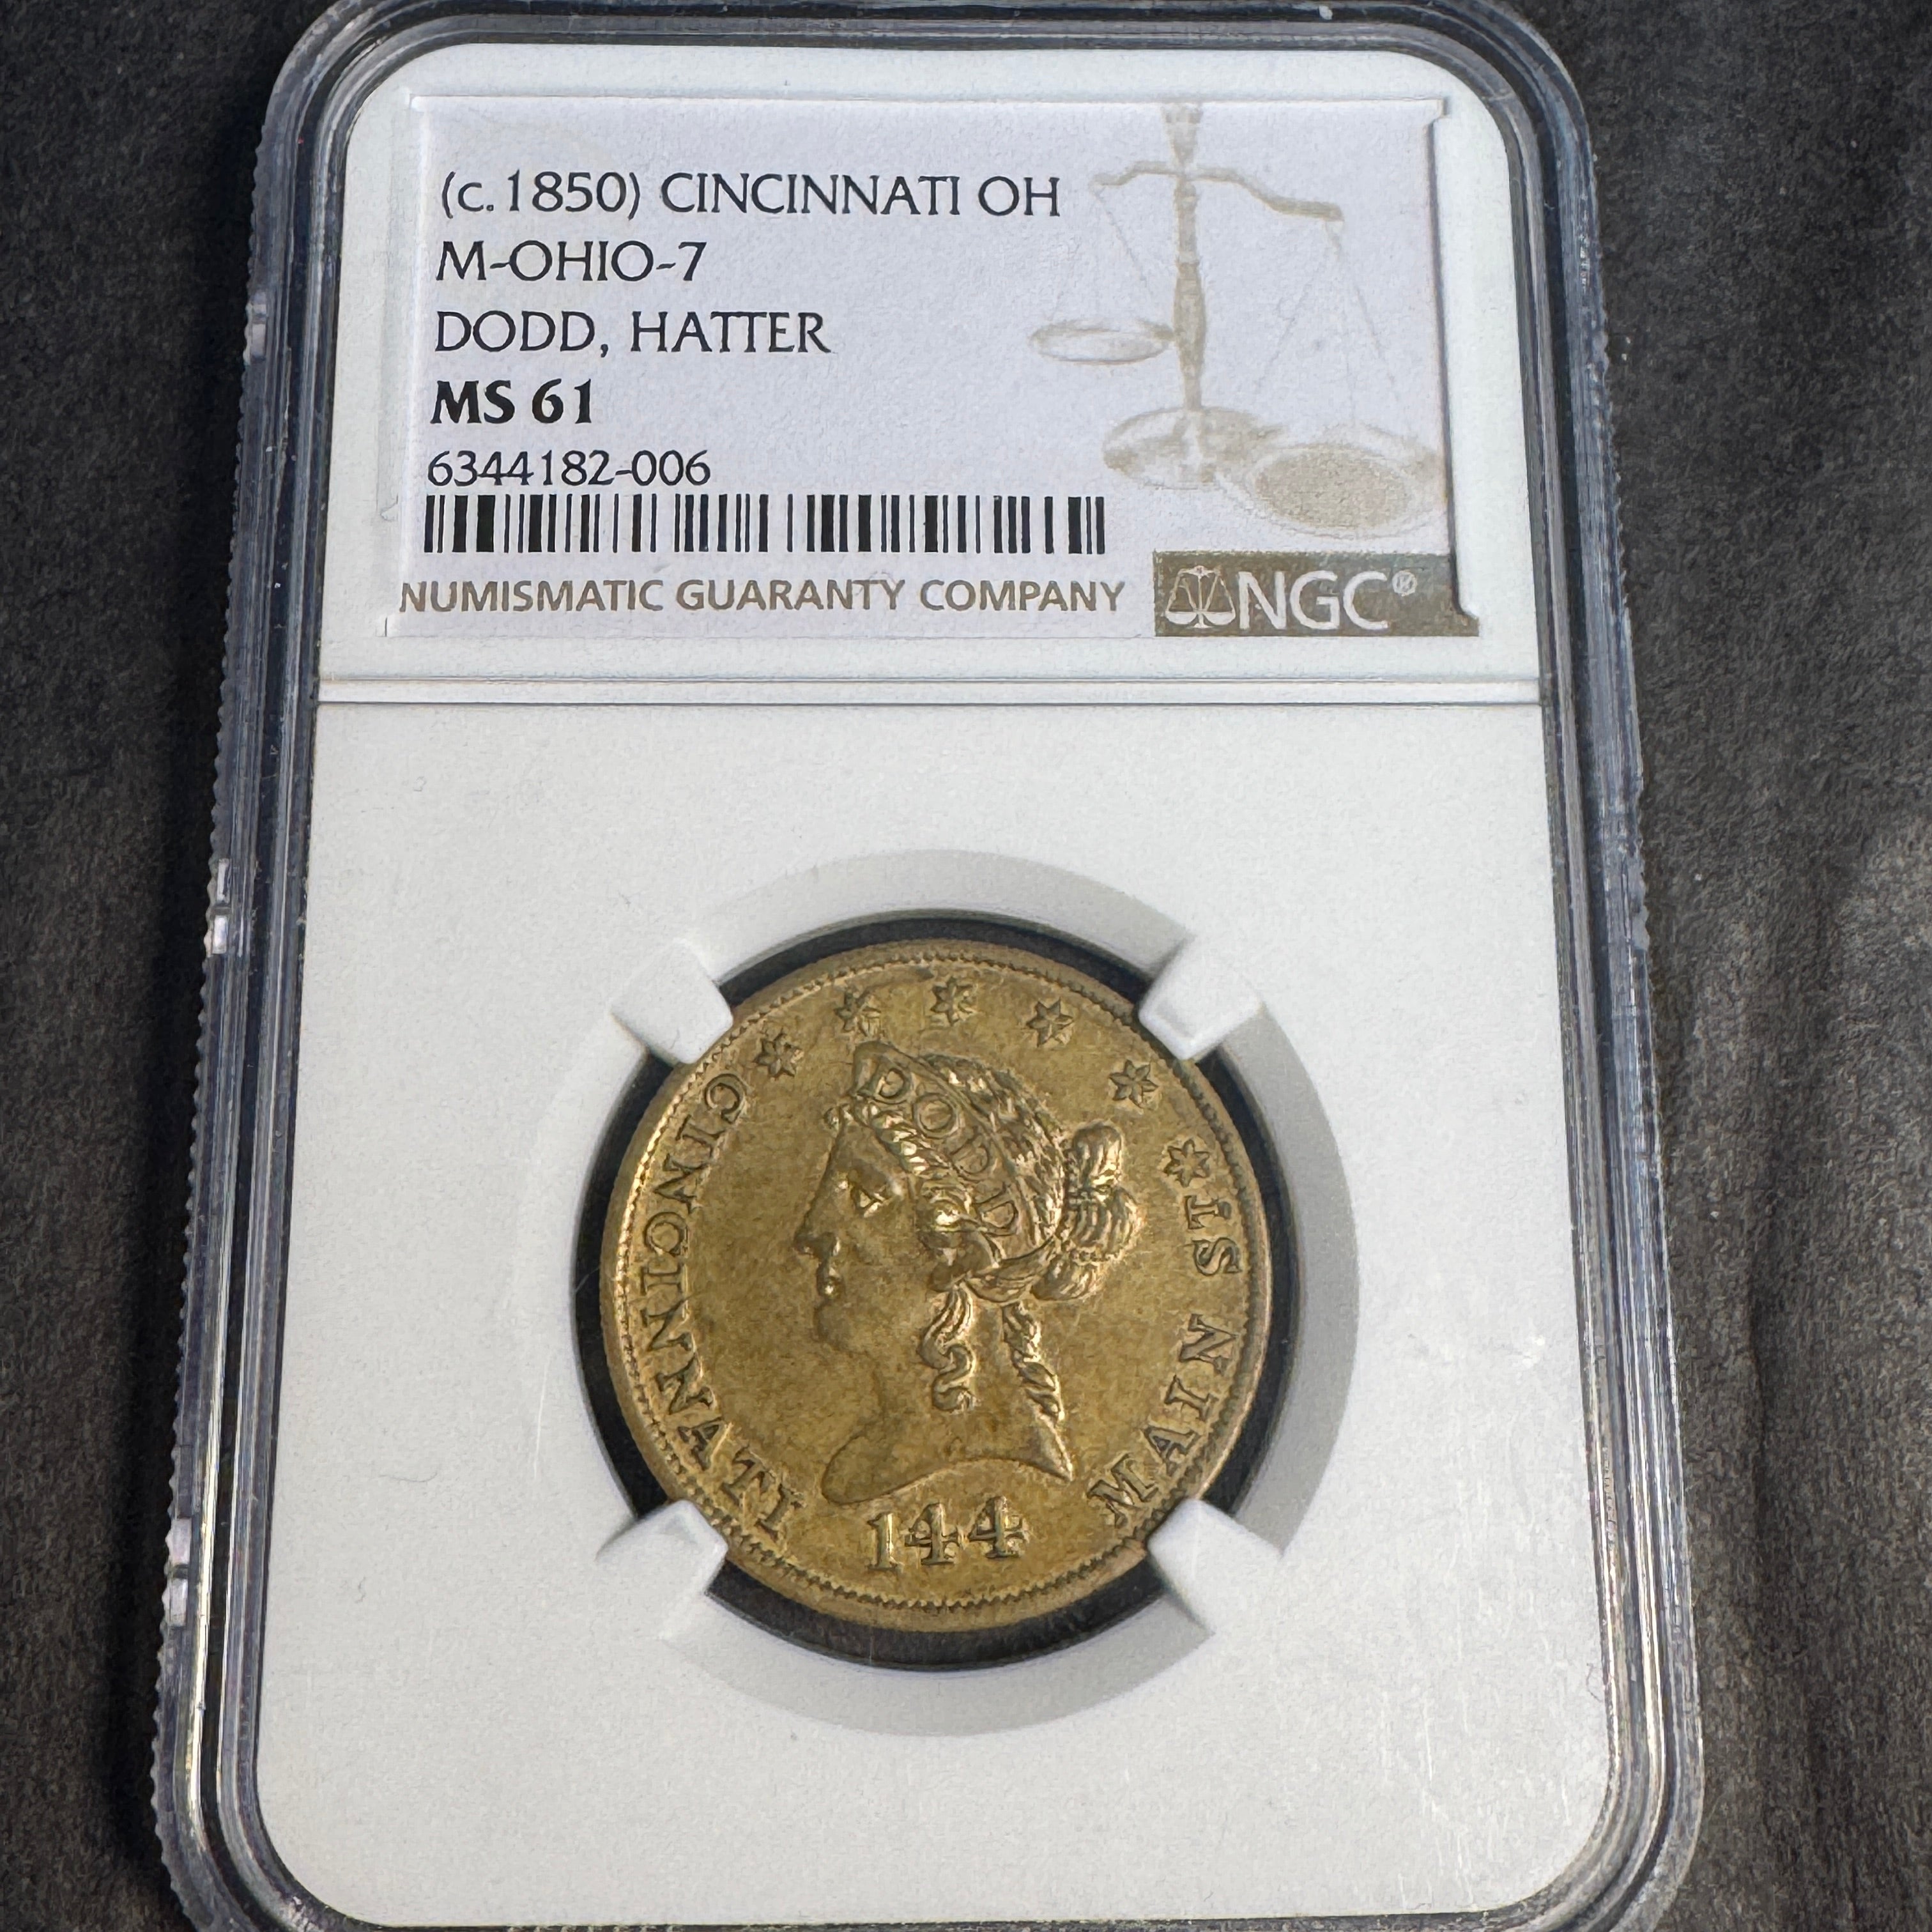 (c.1850) CINCINNATI OH
M-OHIO-7
DODD, HATTER
MS 61
6344182-006
NUMISMATIC GUARANTY COMPANY
NGC®
DODD
CINCINNATI
144
MAIN ST